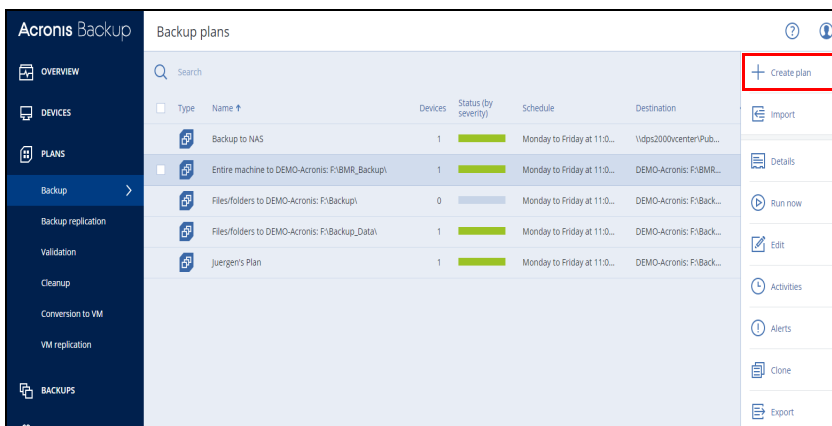 Acronis Backup
Backup plans
OVERVIEW
DEVICES
PLANS
Backup
Backup replication
Validation
Cleanup
Conversion to VM
VM replication
BACKUPS
Search
Type Name Devices Status (by severity) Schedule Destination
Backup to NAS 1 Monday to Friday at 11:0... \\dps2000vcenter\Pub...
Entire machine to DEMO-Acronis: F:\BMR_Backup\ 1 Monday to Friday at 11:0... DEMO-Acronis: F:\BMR...
Files/folders to DEMO-Acronis: F:\Backup\ 0 Monday to Friday at 11:0... DEMO-Acronis: F:\Back...
Files/folders to DEMO-Acronis: F:\Backup_Data\ 1 Monday to Friday at 11:0... DEMO-Acronis: F:\Back...
Juergen's Plan 1 Monday to Friday at 11:0... DEMO-Acronis: F:\Back...
Create plan
Import
Details
Run now
Edit
Activities
Alerts
Clone
Export